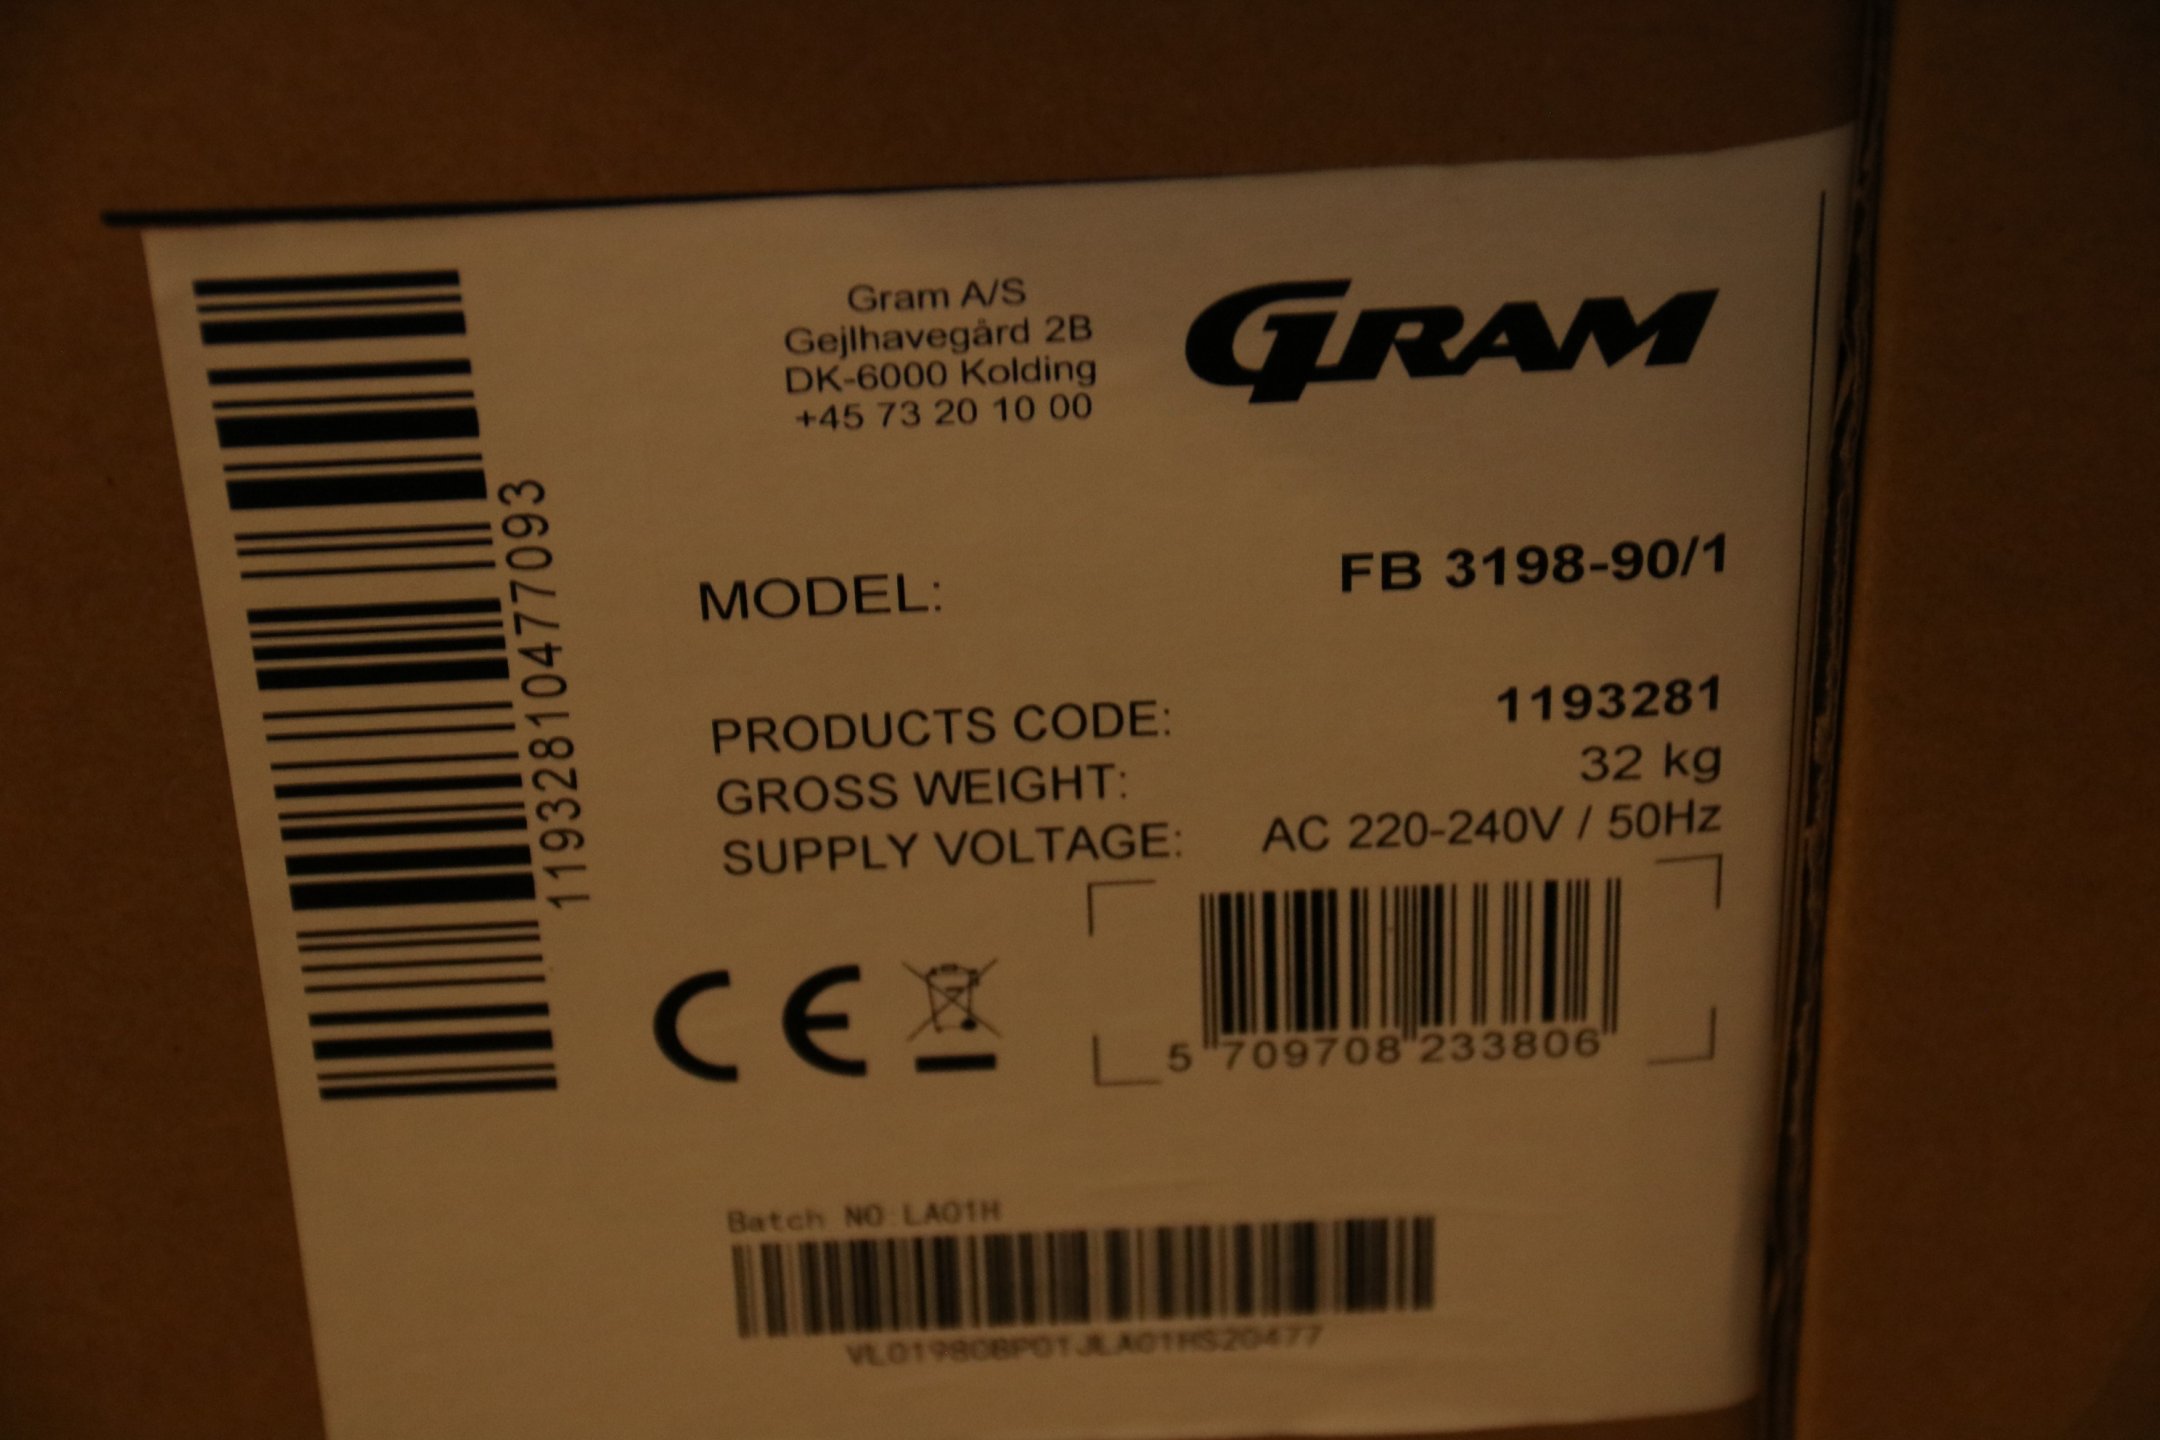 Gram A/S
Gejlhavegård 2B
DK-6000 Kolding
+45 73 20 10 00
GRAM
MODEL: FB 3198-90/1
PRODUCTS CODE: 1193281
GROSS WEIGHT: 32 kg
SUPPLY VOLTAGE: AC 220-240V / 50Hz
11932810477093
CE
5 709708 233806
Batch NO:LA01H